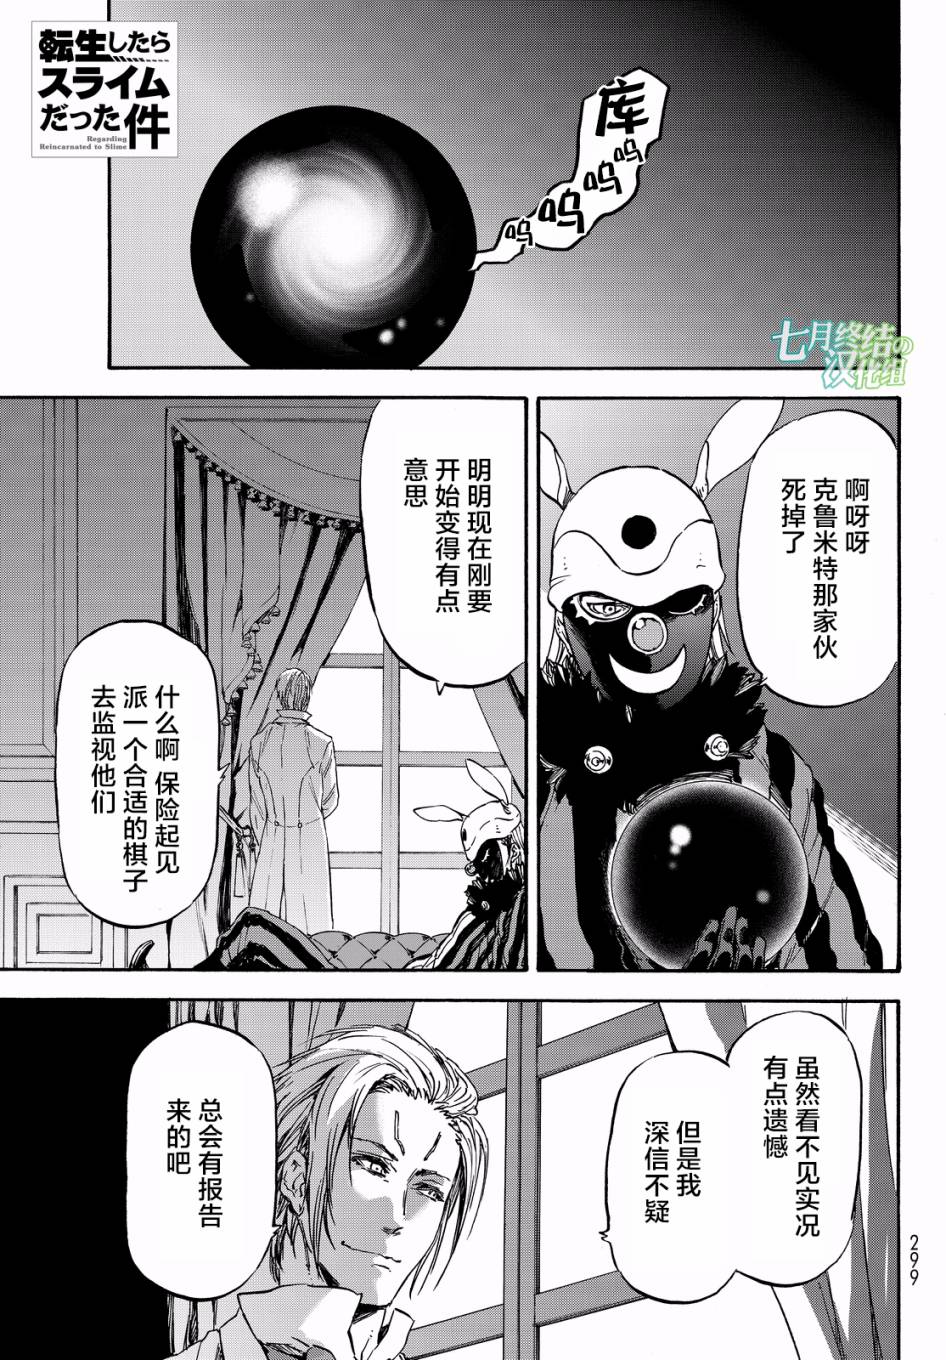 転生したら
スライム
だった件
Regarding
Reincarnated to Slime
库
呜
呜
呜
呜
七月終结の
汉化组
啊呀呀
克鲁米特那家伙
死掉了
明明现在刚要
开始变得有点
意思
什么啊 保险起见
派一个合适的棋子
去监视他们
虽然看不见实况
有点遗憾
但是我
深信不疑
总会有报告
来的吧
299